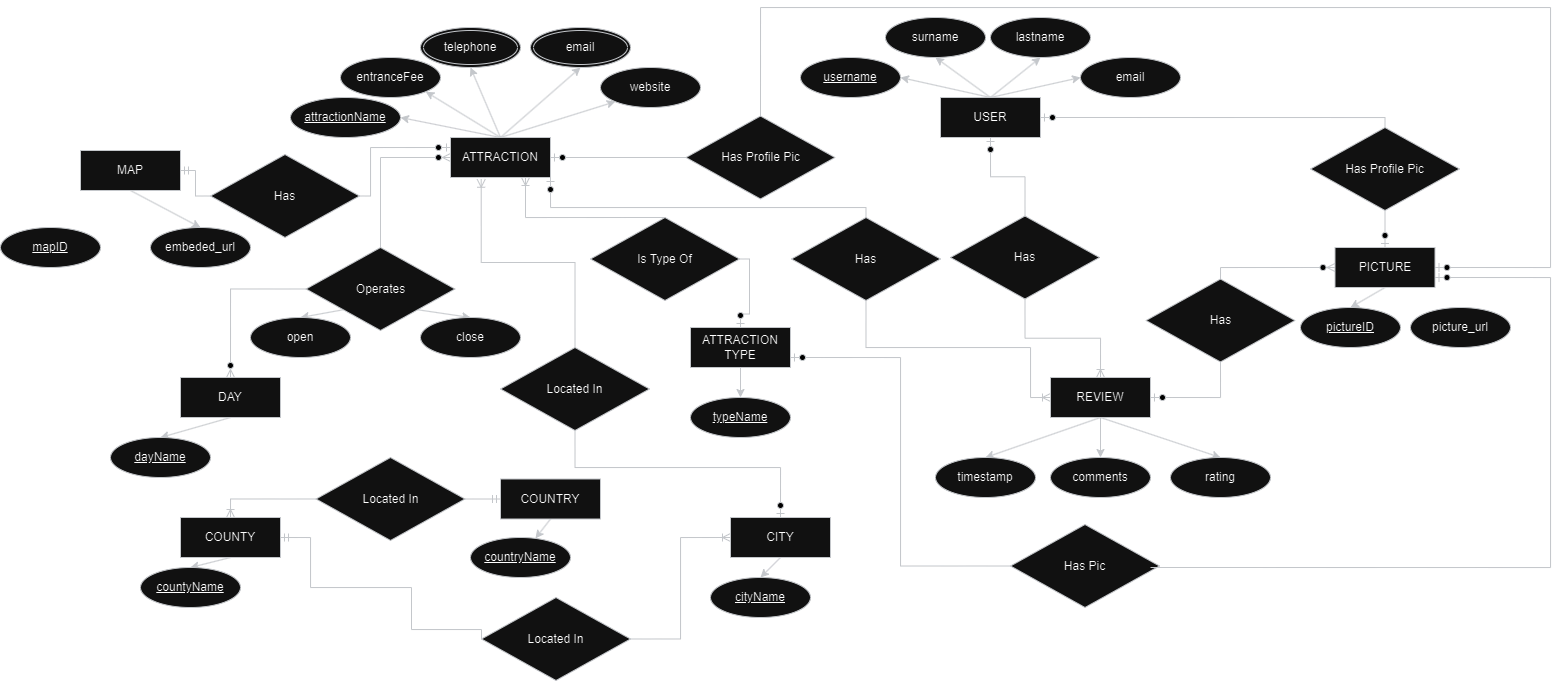 surname
lastname
telephone
email
entranceFee
website
username
email
attractionName
USER
ATTRACTION
Has Profile Pic
MAP
Has Profile Pic
Has
mapID
embeded_url
Is Type Of
Has
Has
PICTURE
Operates
Has
open
close
pictureID
picture_url
ATTRACTION
TYPE
Located In
DAY
REVIEW
typeName
dayName
timestamp
comments
rating
Located In
COUNTRY
COUNTY
CITY
countryName
Has Pic
countyName
cityName
Located In